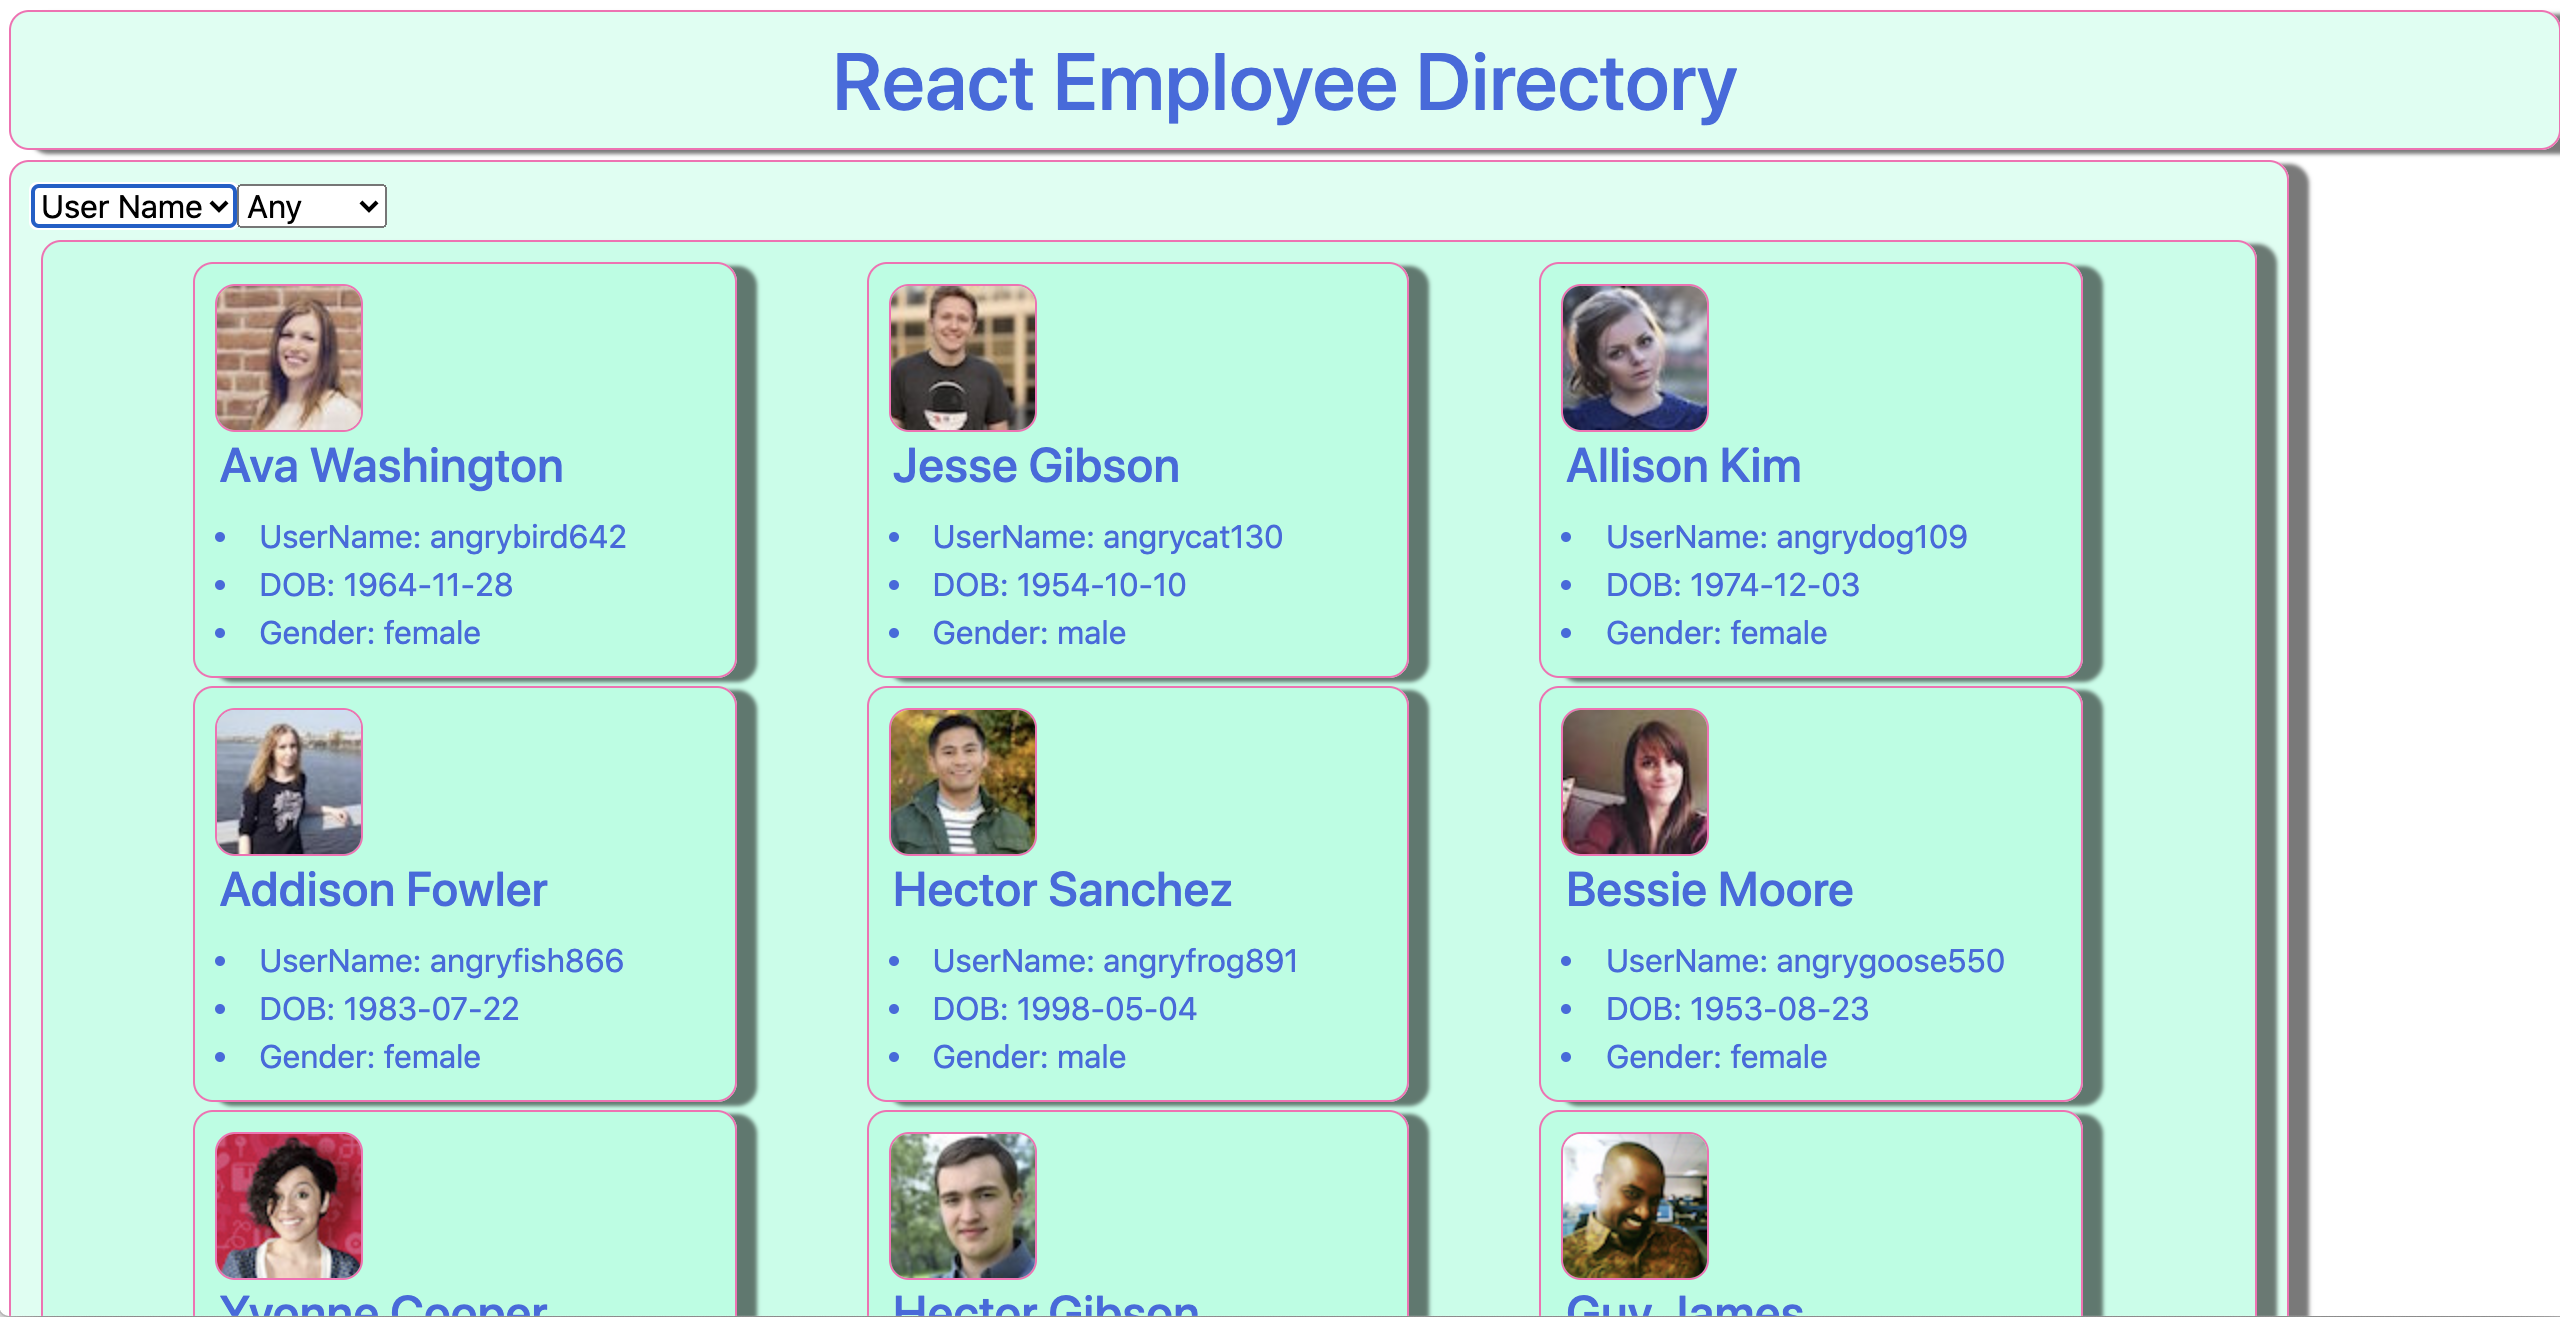 React Employee Directory
User Name Any
Ava Washington
UserName: angrybird642
DOB: 1964-11-28
Gender: female
Jesse Gibson
UserName: angrycat130
DOB: 1954-10-10
Gender: male
Allison Kim
UserName: angrydog109
DOB: 1974-12-03
Gender: female
Addison Fowler
UserName: angryfish866
DOB: 1983-07-22
Gender: female
Hector Sanchez
UserName: angryfrog891
DOB: 1998-05-04
Gender: male
Bessie Moore
UserName: angrygoose550
DOB: 1953-08-23
Gender: female
Yvonne Cooper
Hector Gibson
Guy James